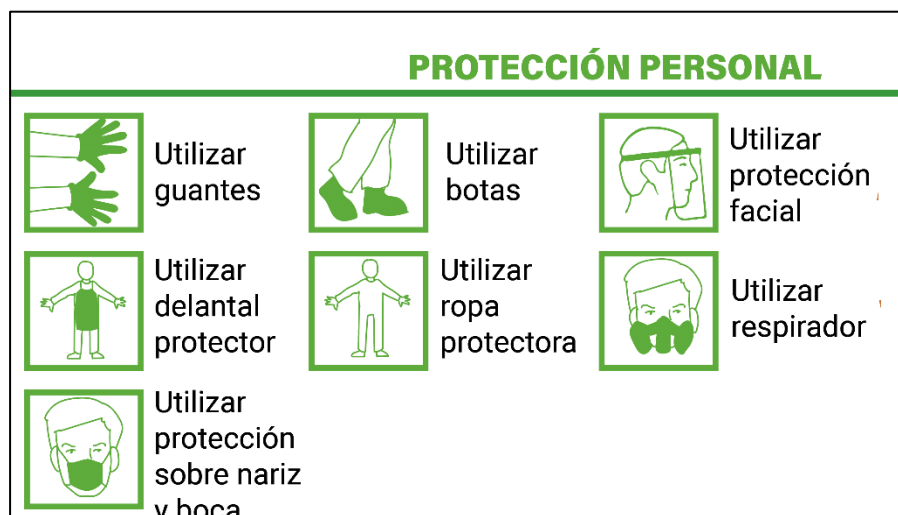 PROTECCIÓN PERSONAL
Utilizar
guantes
Utilizar
botas
Utilizar
protección
facial
Utilizar
delantal
protector
Utilizar
ropa
protectora
Utilizar
respirador
Utilizar
protección
sobre nariz
y boca